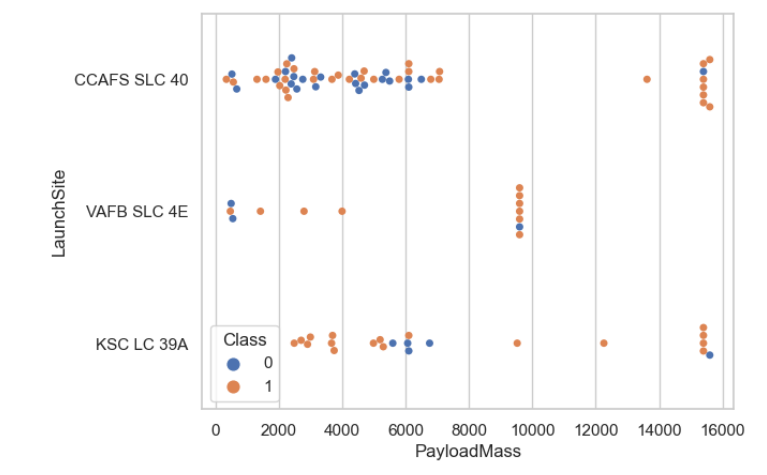 CCAFS SLC 40
VAFB SLC 4E
KSC LC 39A
LaunchSite
Class
0
1
0 2000 4000 6000 8000 10000 12000 14000 16000
PayloadMass